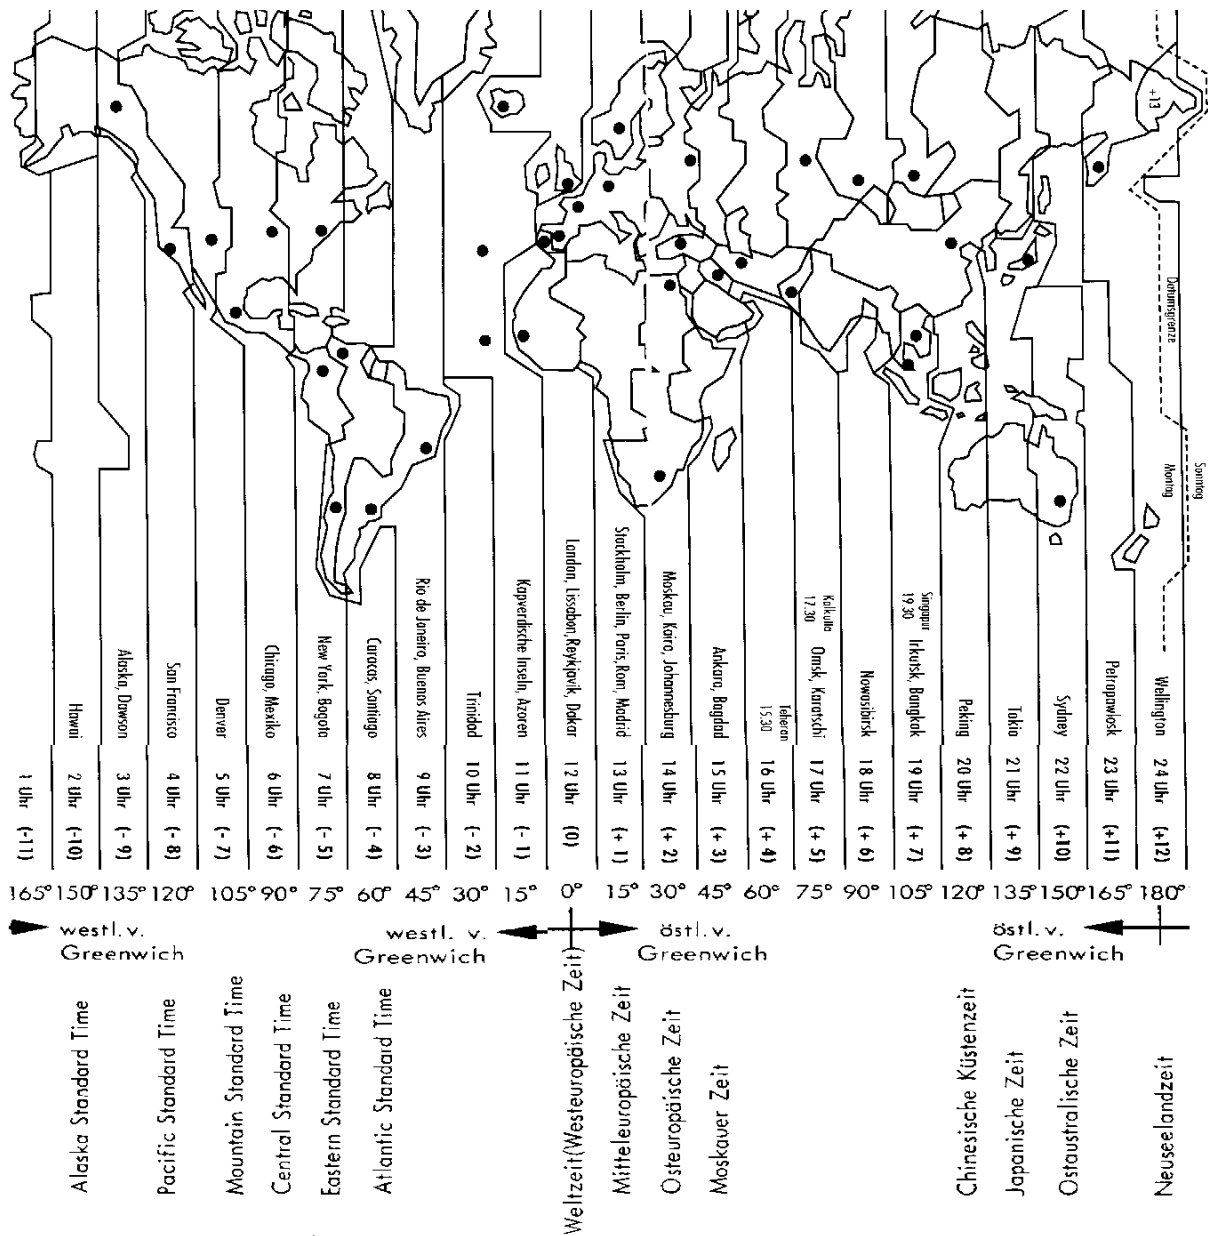 +13
Datumsgrenze
Sonntag
Montag
Hawai
Alaska, Dawson
San Francisco
Denver
Chicago, Mexiko
New York, Bogota
Caracas, Santiago
Rio de Janeiro, Buenos Aires
Trinidad
Kapverdische Inseln, Azoren
London, Lissabon, Reykjavik, Dakar
Stockholm, Berlin, Paris, Rom, Madrid
Moskau, Kairo, Johannesburg
Ankara, Bagdad
Teheran
15.30
Kalkutta
17.30
Omsk, Karatschi
Nowosibirsk
Singapur
19.30
Irkutsk, Bangkok
Peking
Tokio
Sydney
Petropawlosk
Wellington
1 Uhr (-11)
2 Uhr (-10)
3 Uhr (-9)
4 Uhr (-8)
5 Uhr (-7)
6 Uhr (-6)
7 Uhr (-5)
8 Uhr (-4)
9 Uhr (-3)
10 Uhr (-2)
11 Uhr (-1)
12 Uhr (0)
13 Uhr (+1)
14 Uhr (+2)
15 Uhr (+3)
16 Uhr (+4)
17 Uhr (+5)
18 Uhr (+6)
19 Uhr (+7)
20 Uhr (+8)
21 Uhr (+9)
22 Uhr (+10)
23 Uhr (+11)
24 Uhr (+12)
165° 150° 135° 120° 105° 90° 75° 60° 45° 30° 15° 0° 15° 30° 45° 60° 75° 90° 105° 120° 135° 150° 165° 180°
westl. v.
Greenwich
westl. v.
Greenwich
östl. v.
Greenwich
östl. v.
Greenwich
Alaska Standard Time
Pacific Standard Time
Mountain Standard Time
Central Standard Time
Eastern Standard Time
Atlantic Standard Time
Weltzeit (Westeuropäische Zeit)
Mitteleuropäische Zeit
Osteuropäische Zeit
Moskauer Zeit
Chinesische Küstenzeit
Japanische Zeit
Ostaustralische Zeit
Neuseelandzeit